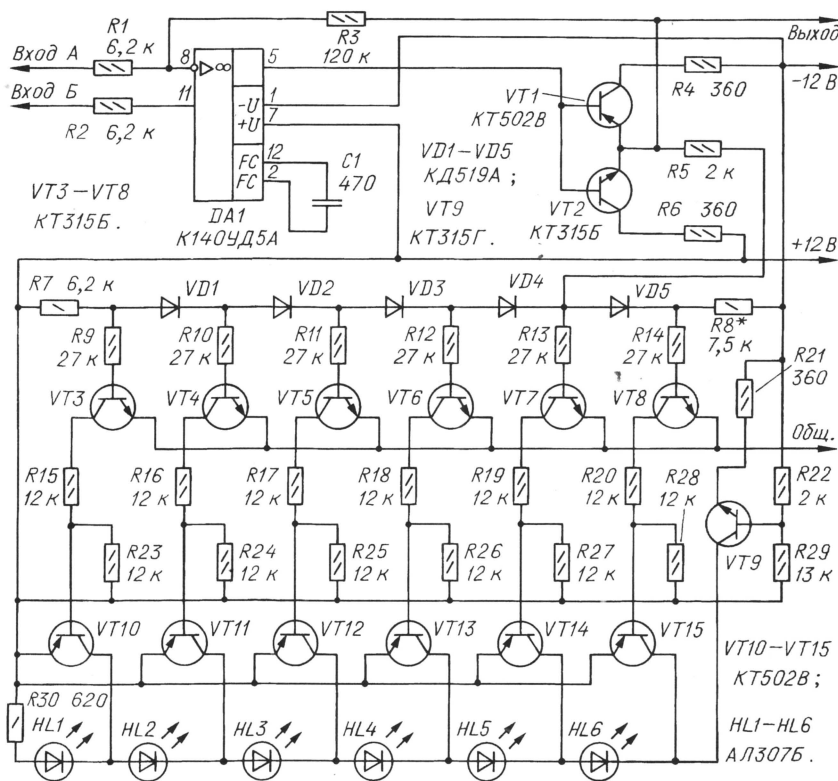 R1
6,2 к
Вход А
Вход Б
R2 6,2 к
R3
120 к
Выход
-12 В
8
▷∞
5
11
-U
1
+U
7
FC
12
FC
2
DA1
К140УД5А
C1
470
VT1
КТ502В
VT2
КТ315Б
R4 360
R5 2 к
R6 360
+12 В
VT3–VT8
КТ315Б.
VD1–VD5
КД519А;
VT9
КТ315Г.
R7 6,2 к
VD1
VD2
VD3
VD4
VD5
R8*
7,5 к
R9
27 к
R10
27 к
R11
27 к
R12
27 к
R13
27 к
R14
27 к
R21
360
VT3
VT4
VT5
VT6
VT7
VT8
Общ.
R15
12 к
R16
12 к
R17
12 к
R18
12 к
R19
12 к
R20
12 к
R28
12 к
R22
2 к
R23
12 к
R24
12 к
R25
12 к
R26
12 к
R27
12 к
VT9
R29
13 к
VT10
VT11
VT12
VT13
VT14
VT15
VT10–VT15
КТ502В;
R30 620
HL1
HL2
HL3
HL4
HL5
HL6
HL1–HL6
АЛ307Б.